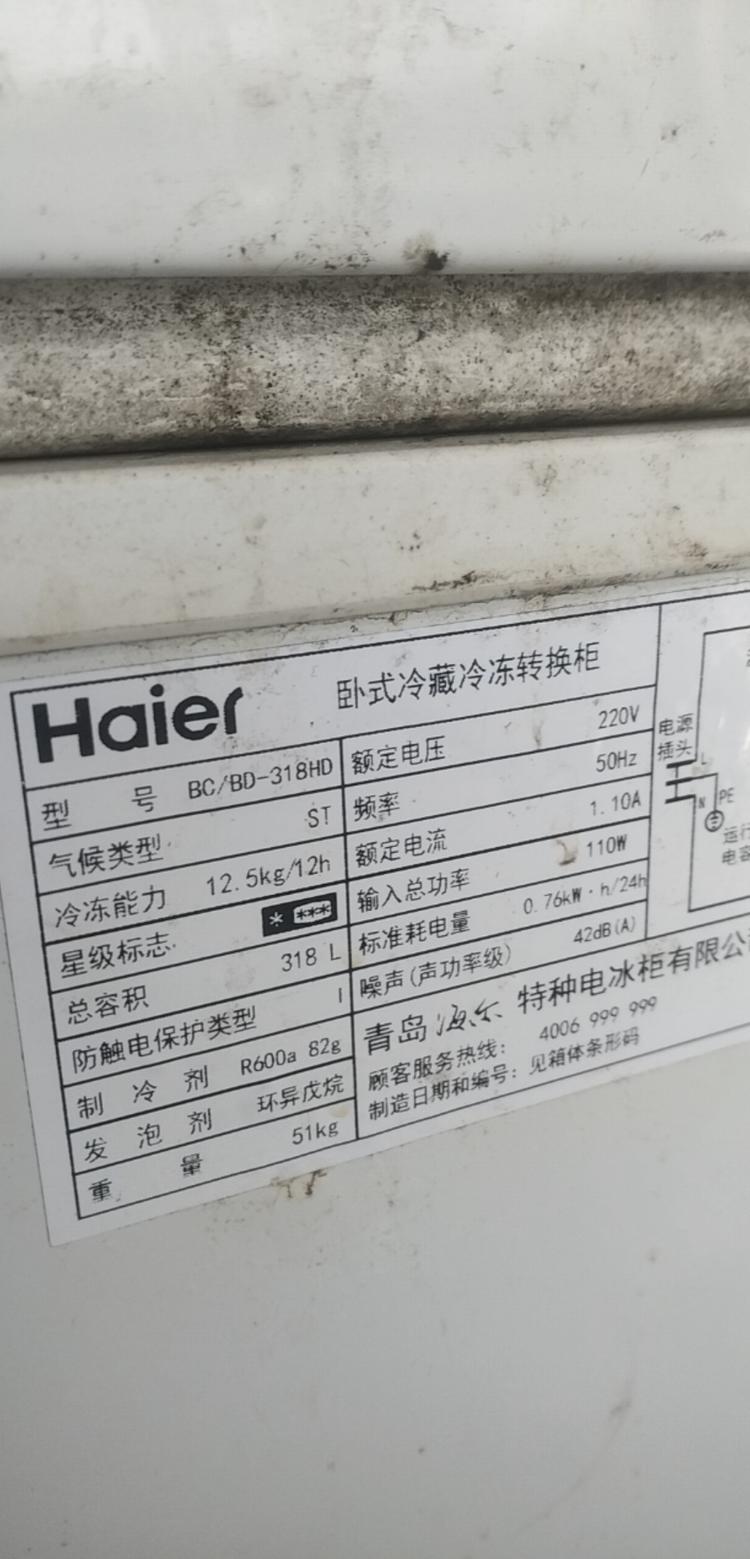 Haier 卧式冷藏冷冻转换柜
型 号 BC/BD-318HD
气候类型 ST
冷冻能力 12.5kg/12h
星级标志 * ***
总容积 318 L
防触电保护类型 I
制 冷 剂 R600a 82g
发 泡 剂 环异戊烷
重 量 51kg
额定电压 220V
频率 50Hz
额定电流 1.10A
输入总功率 110W
标准耗电量 0.76kW·h/24h
噪声(声功率级) 42dB(A)
青岛海尔 特种电冰柜有限公
顾客服务热线: 4006 999 999
制造日期和编号: 见箱体条形码
电源
插头
L
N PE
运行
电容